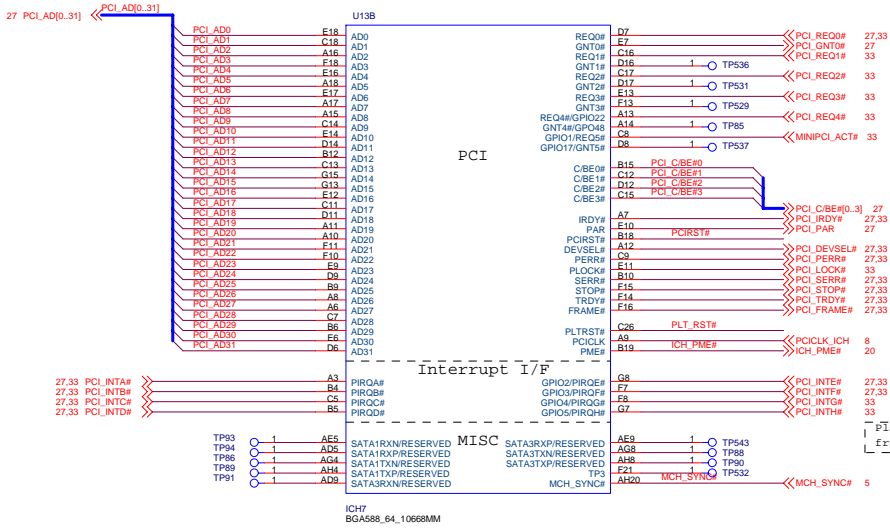 U13B
27 PCI_AD[0..31] PCI_AD[0..31]
PCI_AD0 E18 AD0 REQ0# D7 PCI_REQ0# 27,33
PCI_AD1 C18 AD1 GNT0# E7 PCI_GNT0# 27
PCI_AD2 A16 AD2 REQ1# C16 PCI_REQ1# 33
PCI_AD3 F18 AD3 GNT1# D16 1 TP536
PCI_AD4 E16 AD4 REQ2# C17 PCI_REQ2# 33
PCI_AD5 A18 AD5 GNT2# D17 1 TP531
PCI_AD6 E17 AD6 REQ3# E13 PCI_REQ3# 33
PCI_AD7 A17 AD7 GNT3# F13 1 TP529
PCI_AD8 A15 AD8 REQ4#/GPIO22 A13 PCI_REQ4# 33
PCI_AD9 C14 AD9 GNT4#/GPO48 A14 1 TP85
PCI_AD10 E14 AD10 GPIO1/REQ5# C8 MINIPCI_ACT# 33
PCI_AD11 D14 AD11 GPIO17/GNT5# D8 1 TP537
PCI_AD12 B12 AD12 PCI
PCI_AD13 C13 AD13 C/BE0# B15 PCI_C/BE#0
PCI_AD14 G15 AD14 C/BE1# C12 PCI_C/BE#1
PCI_AD15 G13 AD15 C/BE2# D12 PCI_C/BE#2
PCI_AD16 E12 AD16 C/BE3# C15 PCI_C/BE#3
PCI_AD17 C11 AD17 PCI_C/BE#[0..3] 27
PCI_AD18 D11 AD18 IRDY# A7 PCI_IRDY# 27,33
PCI_AD19 A11 AD19 PAR E10 PCI_PAR 27
PCI_AD20 A10 AD20 PCIRST# B18 PCIRST#
PCI_AD21 F11 AD21 DEVSEL# A12 PCI_DEVSEL# 27,33
PCI_AD22 F10 AD22 PERR# C9 PCI_PERR# 27,33
PCI_AD23 E9 AD23 PLOCK# E11 PCI_LOCK# 33
PCI_AD24 D9 AD24 SERR# B10 PCI_SERR# 27,33
PCI_AD25 B9 AD25 STOP# F15 PCI_STOP# 27,33
PCI_AD26 A8 AD26 TRDY# F14 PCI_TRDY# 27,33
PCI_AD27 A6 AD27 FRAME# F16 PCI_FRAME# 27,33
PCI_AD28 C7 AD28
PCI_AD29 B6 AD29 PLTRST# C26 PLT_RST#
PCI_AD30 E6 AD30 PCICLK A9 PCICLK_ICH 8
PCI_AD31 D6 AD31 PME# B19 ICH_PME# ICH_PME# 20
Interrupt I/F
27,33 PCI_INTA# A3 PIRQA# GPIO2/PIRQE# G8 PCI_INTE# 27,33
27,33 PCI_INTB# B4 PIRQB# GPIO3/PIRQF# F7 PCI_INTF# 27,33
27,33 PCI_INTC# C5 PIRQC# GPIO4/PIRQG# F8 PCI_INTG# 33
27,33 PCI_INTD# B5 PIRQD# GPIO5/PIRQH# G7 PCI_INTH# 33
Pl
fr
MISC
TP93 1 AE5 SATA1RXN/RESERVED SATA3RXP/RESERVED AE9 1 TP543
TP94 1 AD5 SATA1RXP/RESERVED SATA3TXN/RESERVED AG8 1 TP88
TP86 1 AG4 SATA1TXN/RESERVED SATA3TXP/RESERVED AH8 1 TP90
TP89 1 AH4 SATA1TXP/RESERVED TP3 F21 1 TP532
TP91 1 AD9 SATA3RXN/RESERVED MCH_SYNC# AH20 MCH_SYNC# MCH_SYNC# 5
ICH7
BGA588_64_10668MM